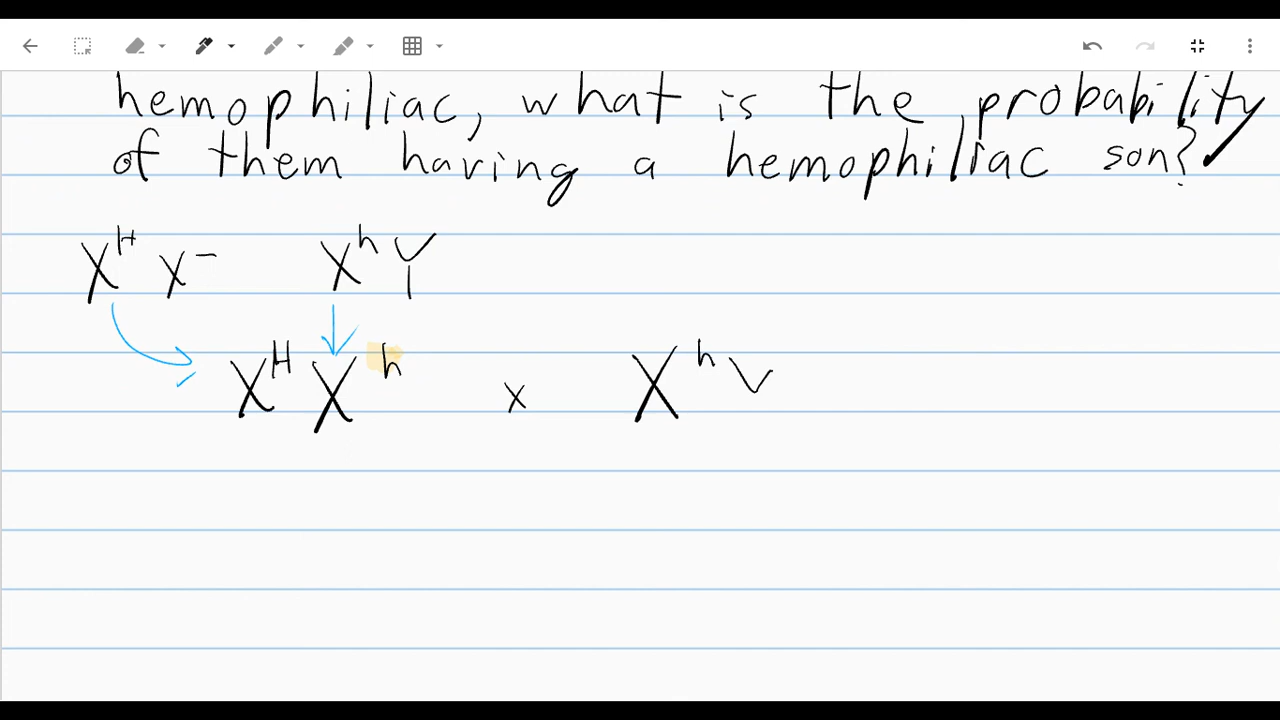 hemophiliac, what is the probability
of them having a hemophiliac son?
X^H X^- X^h Y
X^H X^h x X^h Y